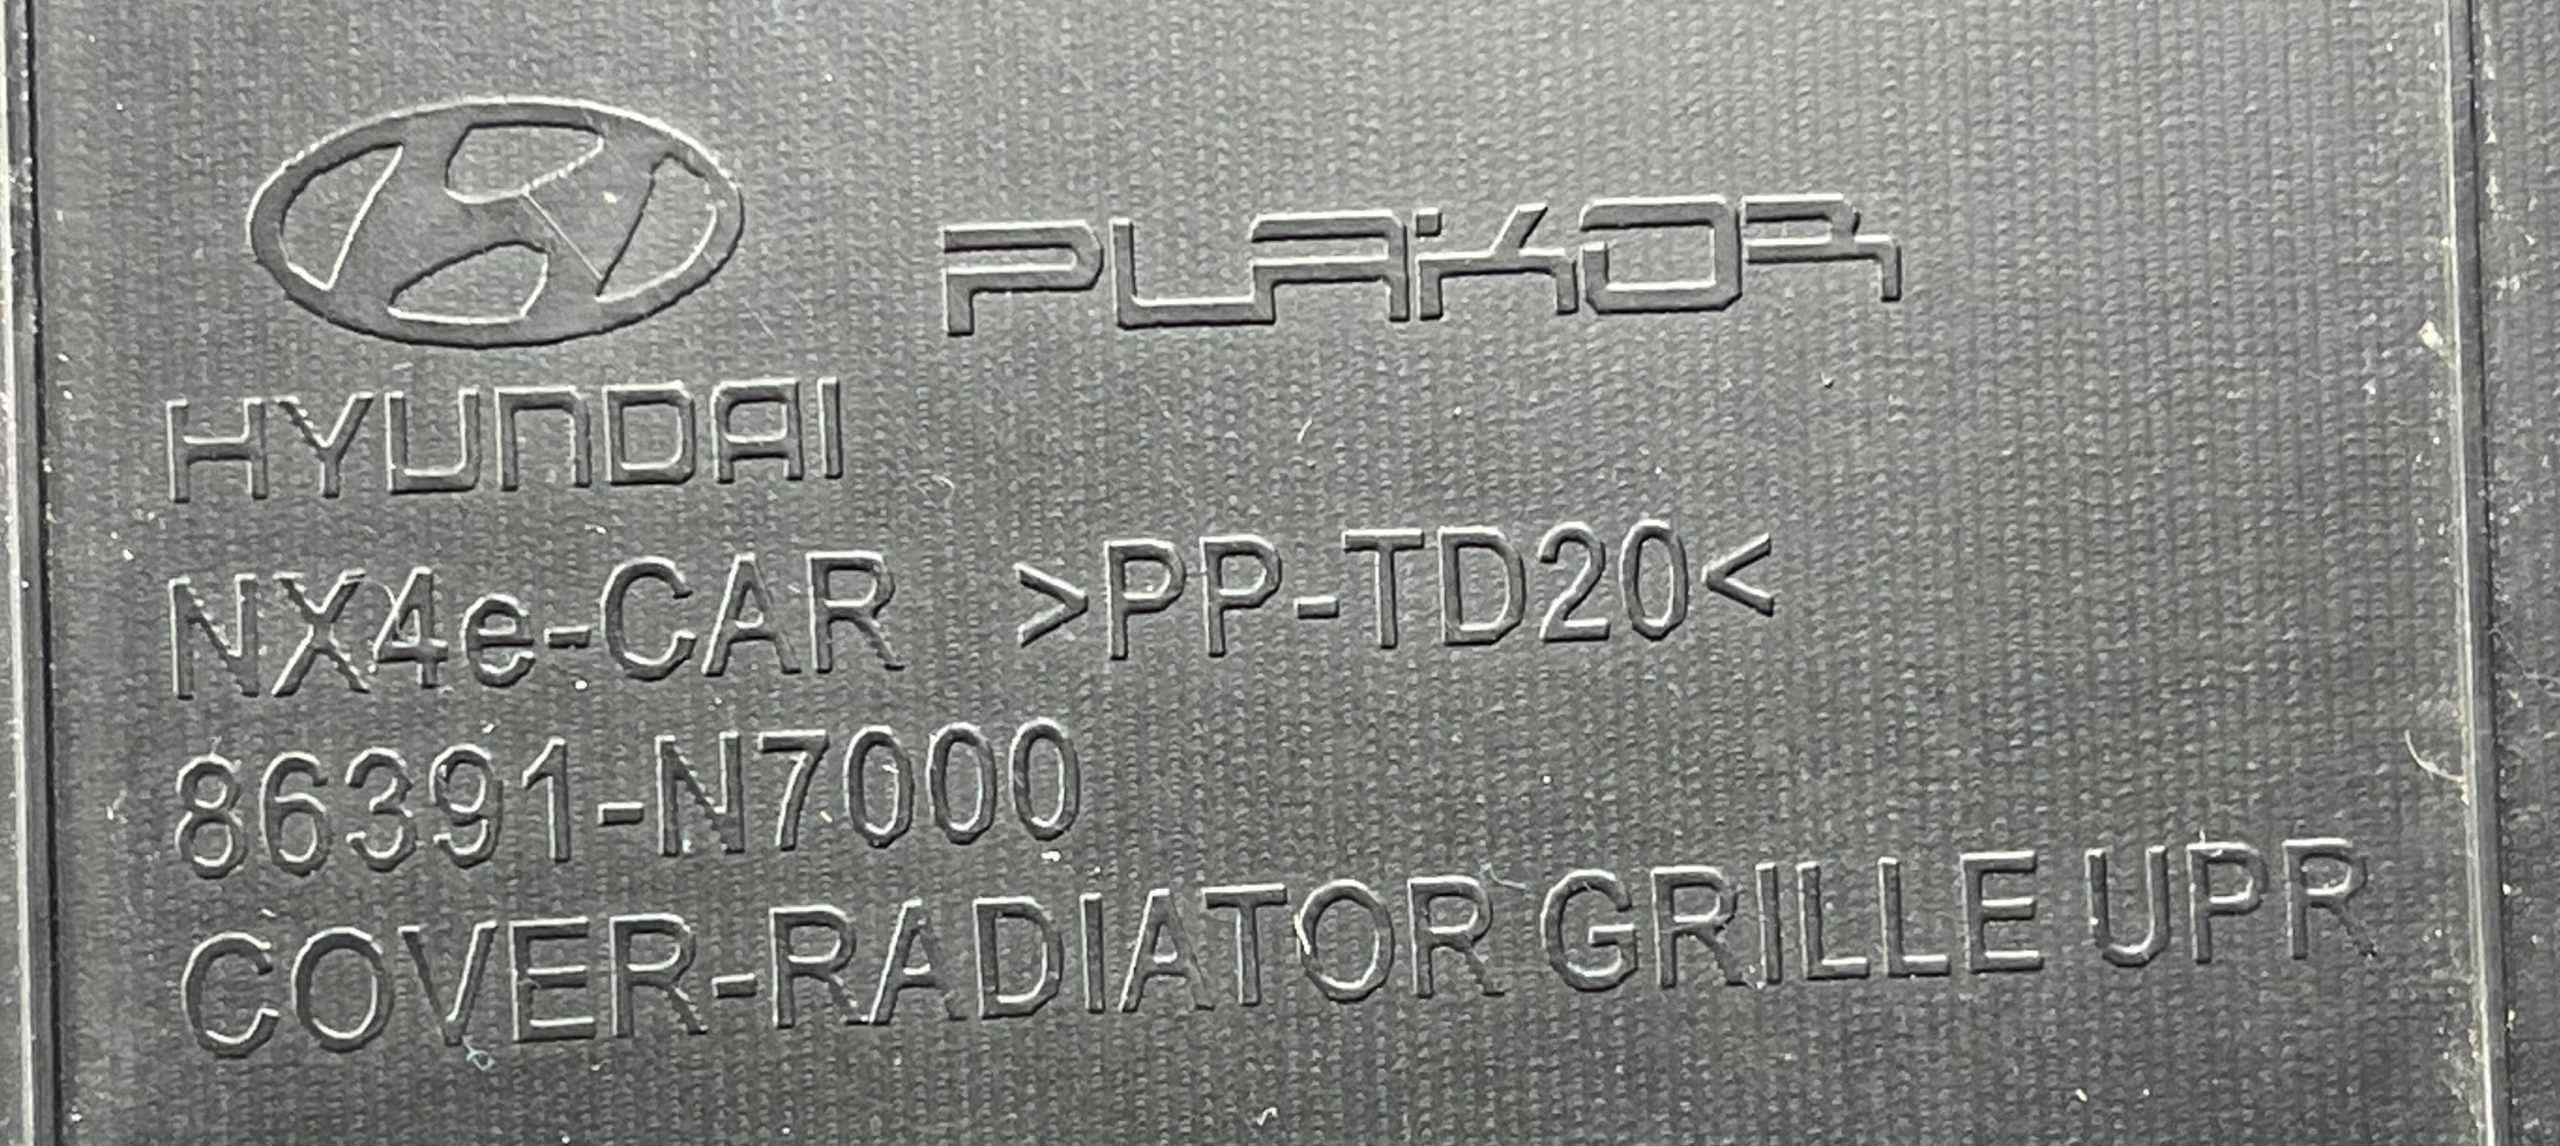 PLAKOR
HYUNDAI
NX4e-CAR >PP-TD20<
86391-N7000
COVER-RADIATOR GRILLE UPR